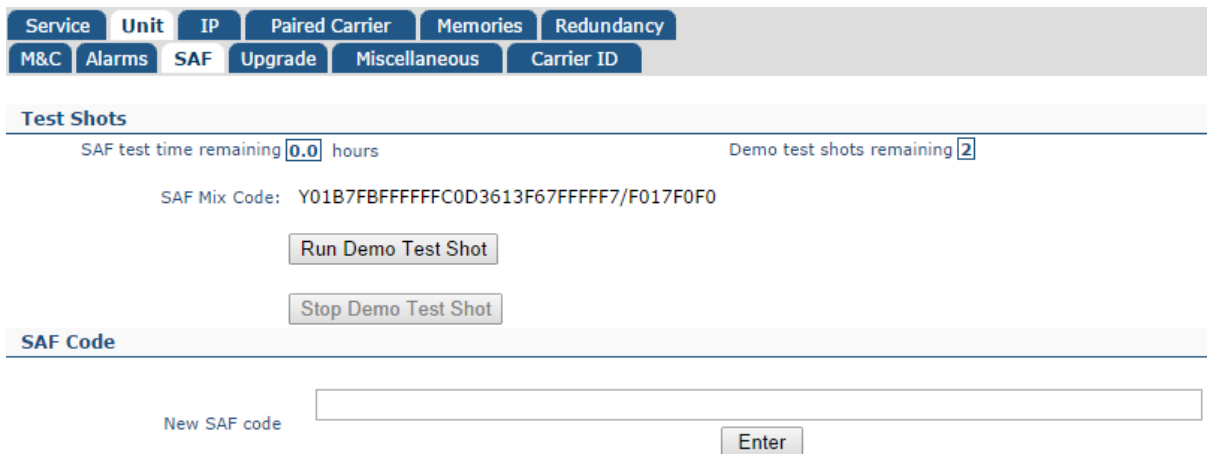 Service Unit IP Paired Carrier Memories Redundancy
M&C Alarms SAF Upgrade Miscellaneous Carrier ID
Test Shots
SAF test time remaining 0.0 hours Demo test shots remaining 2
SAF Mix Code: Y01B7FBFFFFFFC0D3613F67FFFFF7/F017F0F0
Run Demo Test Shot
Stop Demo Test Shot
SAF Code
New SAF code
Enter